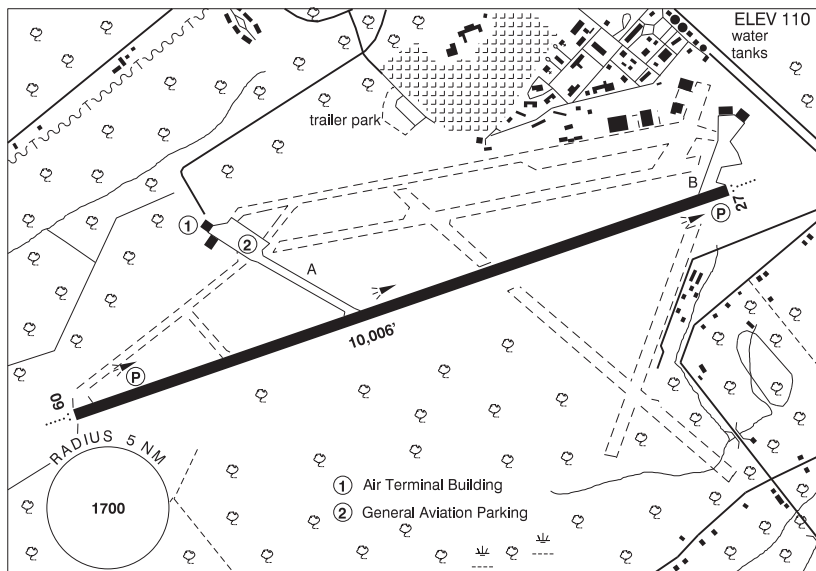 ELEV 110
water
tanks
trailer park
B
P
27
1
2
A
10,006'
P
09
RADIUS 5 NM
1700
1 Air Terminal Building
2 General Aviation Parking